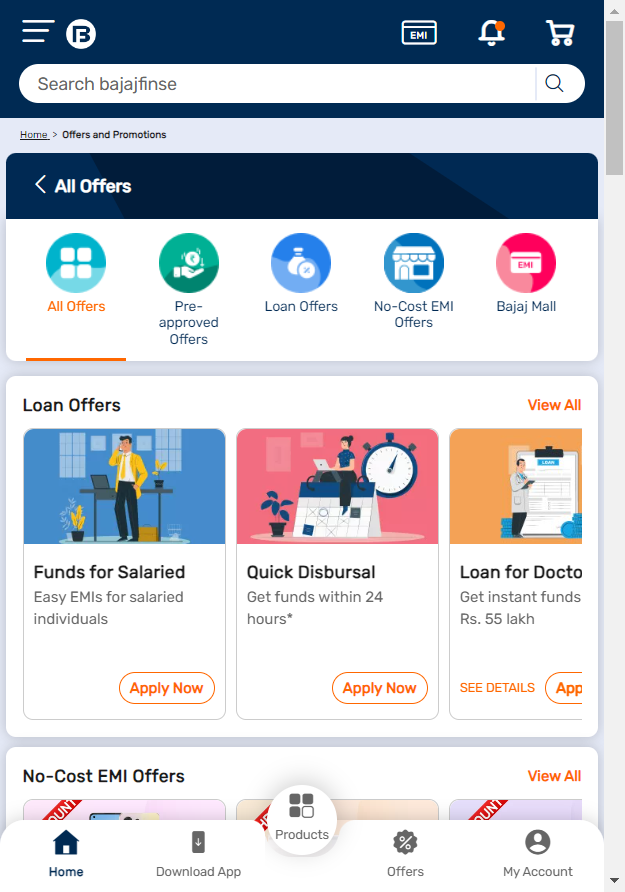 EMI
Search bajajfinse
Home > Offers and Promotions
All Offers
All Offers
Pre-
approved
Offers
Loan Offers
No-Cost EMI
Offers
EMI
Bajaj Mall
Loan Offers
View All
LOAN
Funds for Salaried
Easy EMIs for salaried
individuals
Apply Now
Quick Disbursal
Get funds within 24
hours*
Apply Now
Loan for Docto
Get instant funds
Rs. 55 lakh
SEE DETAILS
App
No-Cost EMI Offers
View All
OUNT
OUNT
Products
Home
Download App
Offers
My Account